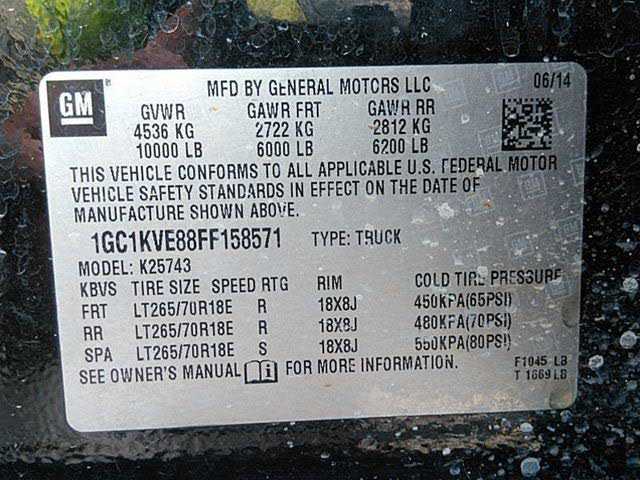 MFD BY GENERAL MOTORS LLC 06/14
GM
GVWR GAWR FRT GAWR RR
4536 KG 2722 KG 2812 KG
10000 LB 6000 LB 6200 LB
THIS VEHICLE CONFORMS TO ALL APPLICABLE U.S. FEDERAL MOTOR
VEHICLE SAFETY STANDARDS IN EFFECT ON THE DATE OF
MANUFACTURE SHOWN ABOVE.
1GC1KVE88FF158571 TYPE: TRUCK
MODEL: K25743
KBVS TIRE SIZE SPEED RTG RIM COLD TIRE PRESSURE
FRT LT265/70R18E R 18X8J 450KPA(65PSI)
RR LT265/70R18E R 18X8J 480KPA(70PSI)
SPA LT265/70R18E S 18X8J 550KPA(80PSI)
SEE OWNER'S MANUAL i FOR MORE INFORMATION.
F1045 LB
T 1669 LB